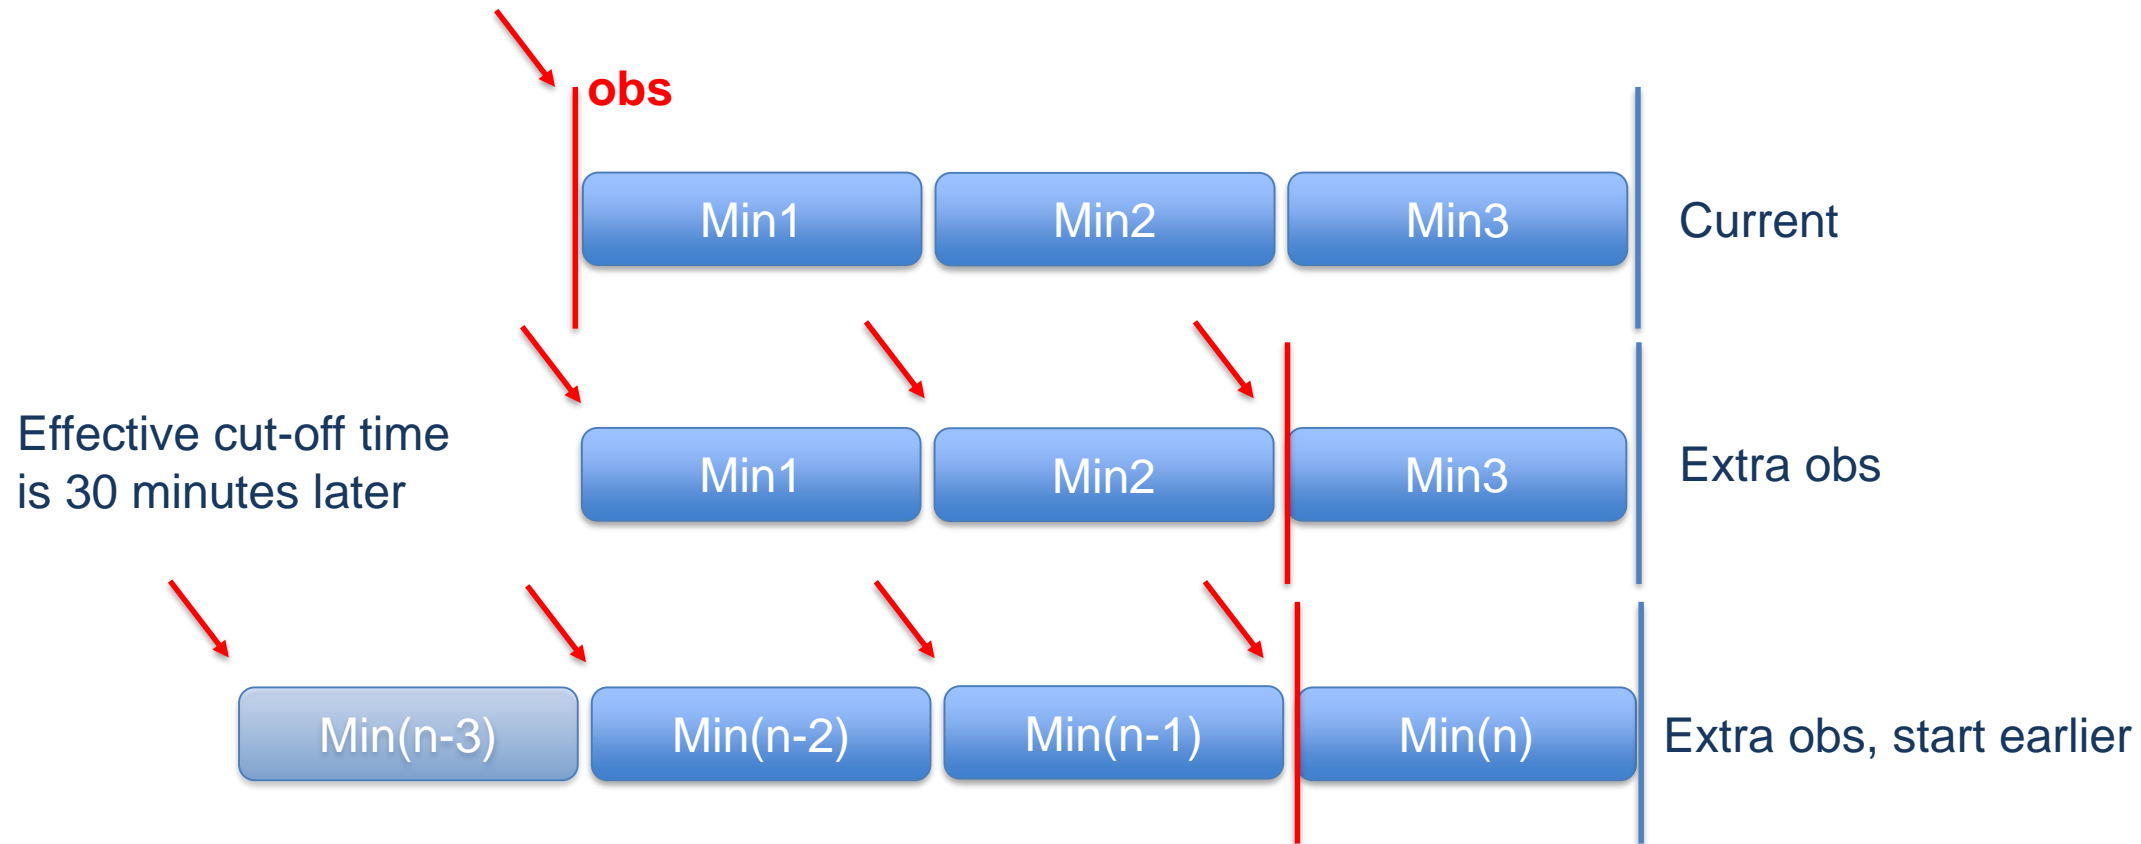 obs
Min1
Min2
Min3
Current
Effective cut-off time
is 30 minutes later
Min1
Min2
Min3
Extra obs
Min(n-3)
Min(n-2)
Min(n-1)
Min(n)
Extra obs, start earlier